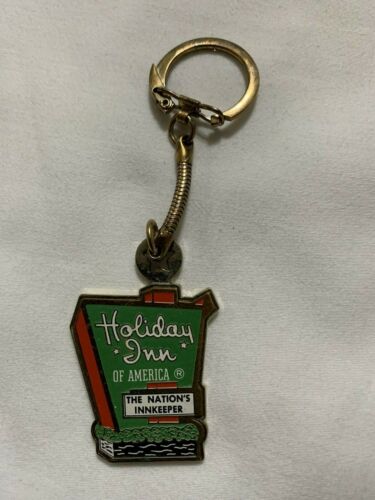 Holiday
Inn
OF AMERICA ®
THE NATION'S
INNKEEPER